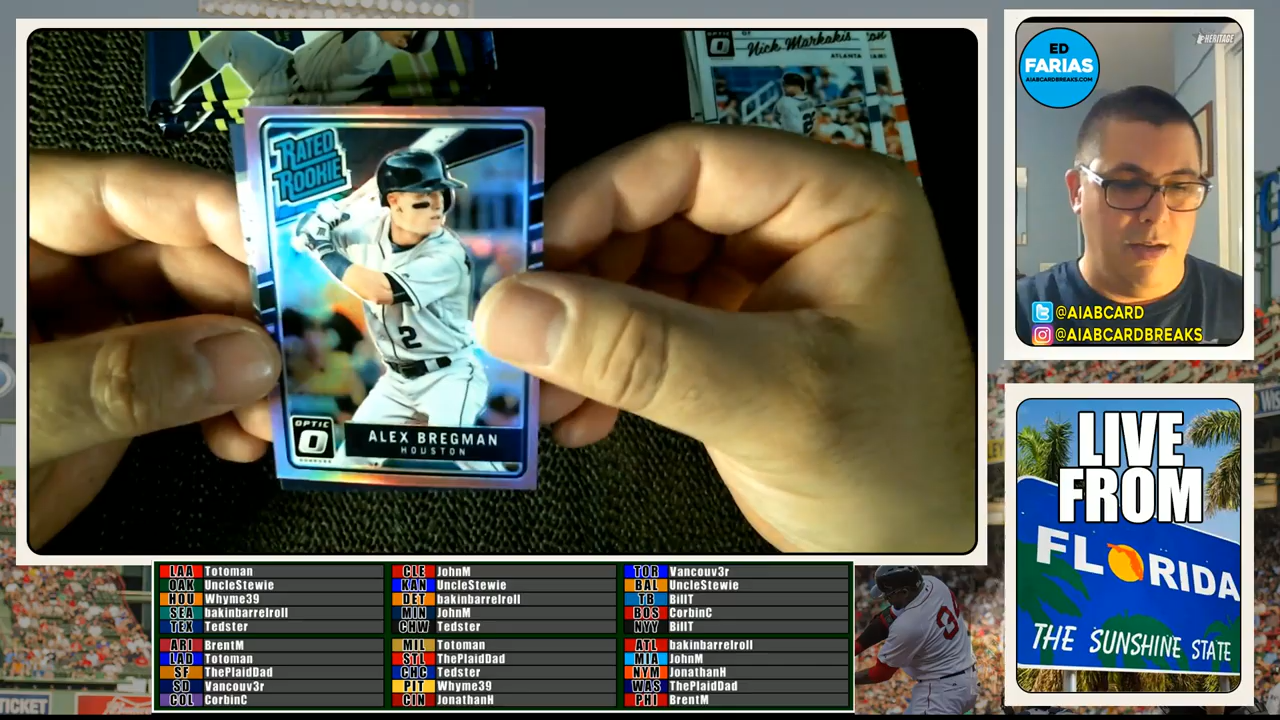 Nick Markakis
ATLANTA
RATED
ROOKIE
2
OPTIC
ALEX BREGMAN
HOUSTON
HERITAGE
ED
FARIAS
AIABCARDBREAKS.COM
@AIABCARD
@AIABCARDBREAKS
LIVE
FROM
FLORIDA
THE SUNSHINE STATE
LAA Totoman
OAK UncleStewie
HOU Whyme39
SEA bakinbarrelroll
TEX Tedster
CLE JohnM
KAN UncleStewie
DET bakinbarrelroll
MIN JohnM
CHW Tedster
TOR Vancouv3r
BAL UncleStewie
TB BillT
BOS CorbinC
NYY BillT
ARI BrentM
LAD Totoman
SF ThePlaidDad
SD Vancouv3r
COL CorbinC
MIL Totoman
STL ThePlaidDad
CHC Tedster
PIT Whyme39
CIN JonathanH
ATL bakinbarrelroll
MIA JohnM
NYM JonathanH
WAS ThePlaidDad
PHI BrentM
34
TICKET